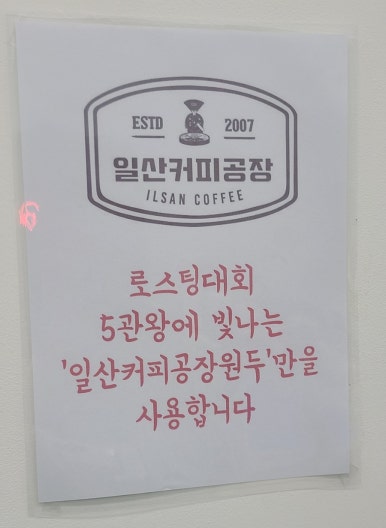 ESTD 2007
일산커피공장
ILSAN COFFEE
로스팅대회
5관왕에 빛나는
'일산커피공장원두'만을
사용합니다